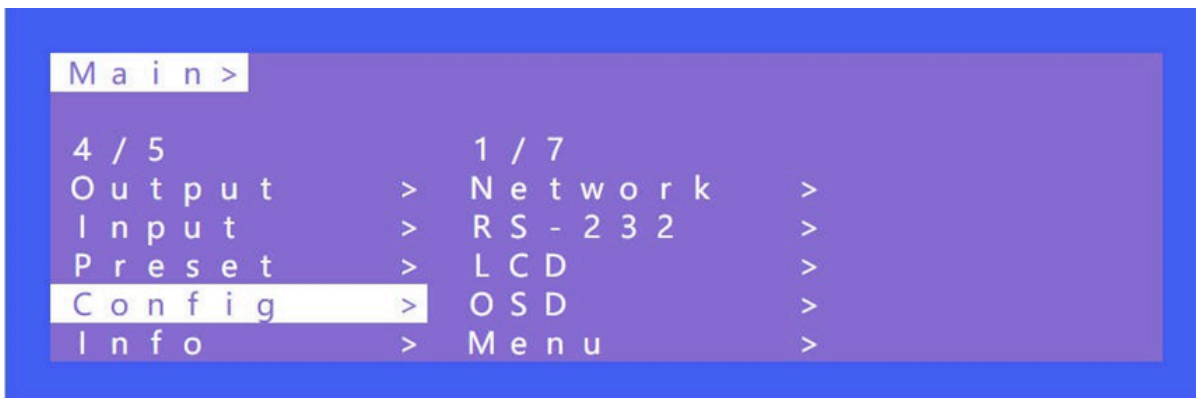 Main>
4/5 1/7
Output > Network >
Input > RS-232 >
Preset > LCD >
Config > OSD >
Info > Menu >